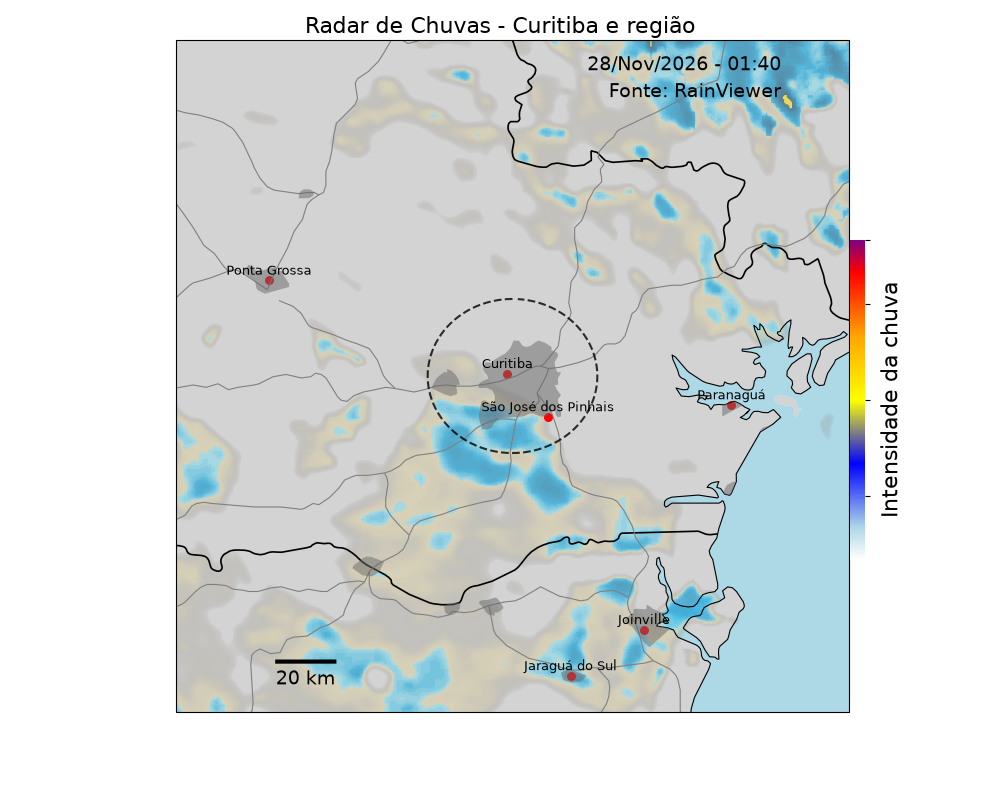 Radar de Chuvas - Curitiba e região
28/Nov/2026 - 01:40
Fonte: RainViewer
Ponta Grossa
Curitiba
São José dos Pinhais
Paranaguá
Joinville
Jaraguá do Sul
20 km
Intensidade da chuva